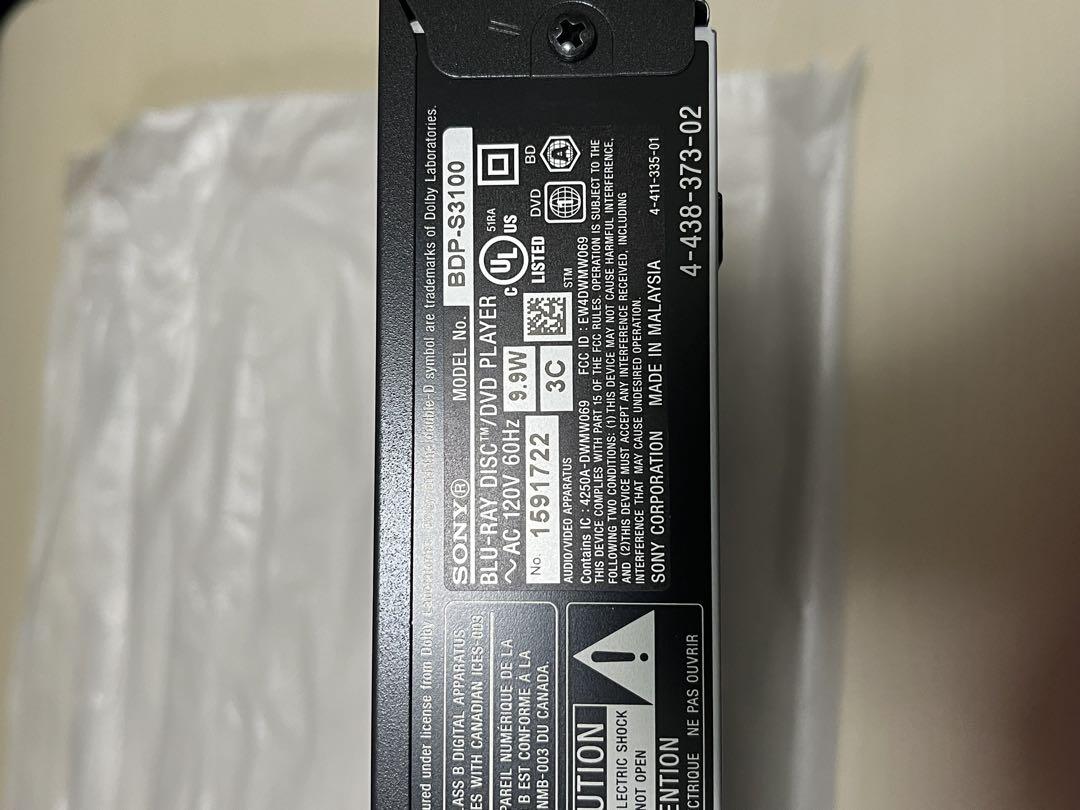 ured under license from Dolby Laboratories. double-D symbol are trademarks of Dolby Laboratories.
SONY® MODEL No. BDP-S3100
BLU-RAY DISC™/DVD PLAYER
～AC 120V 60Hz 9.9W
No. 1591722 3C
C UL US
LISTED
51RA
STM
DVD
1
BD
A
AUDIO/VIDEO APPARATUS
Contains IC : 4250A-DWMW069 FCC ID : EW4DWMW069
THIS DEVICE COMPLIES WITH PART 15 OF THE FCC RULES. OPERATION IS SUBJECT TO THE
FOLLOWING TWO CONDITIONS: (1) THIS DEVICE MAY NOT CAUSE HARMFUL INTERFERENCE,
AND (2)THIS DEVICE MUST ACCEPT ANY INTERFERENCE RECEIVED, INCLUDING
INTERFERENCE THAT MAY CAUSE UNDESIRED OPERATION.
SONY CORPORATION MADE IN MALAYSIA 4-411-335-01
4-438-373-02
ASS B DIGITAL APPARATUS
ES WITH CANADIAN ICES-003
PAREIL NUMÉRIQUE DE LA
B EST CONFORME À LA
NMB-003 DU CANADA.
UTION
LECTRIC SHOCK
NOT OPEN
!
ENTION
CTRIQUE NE PAS OUVRIR